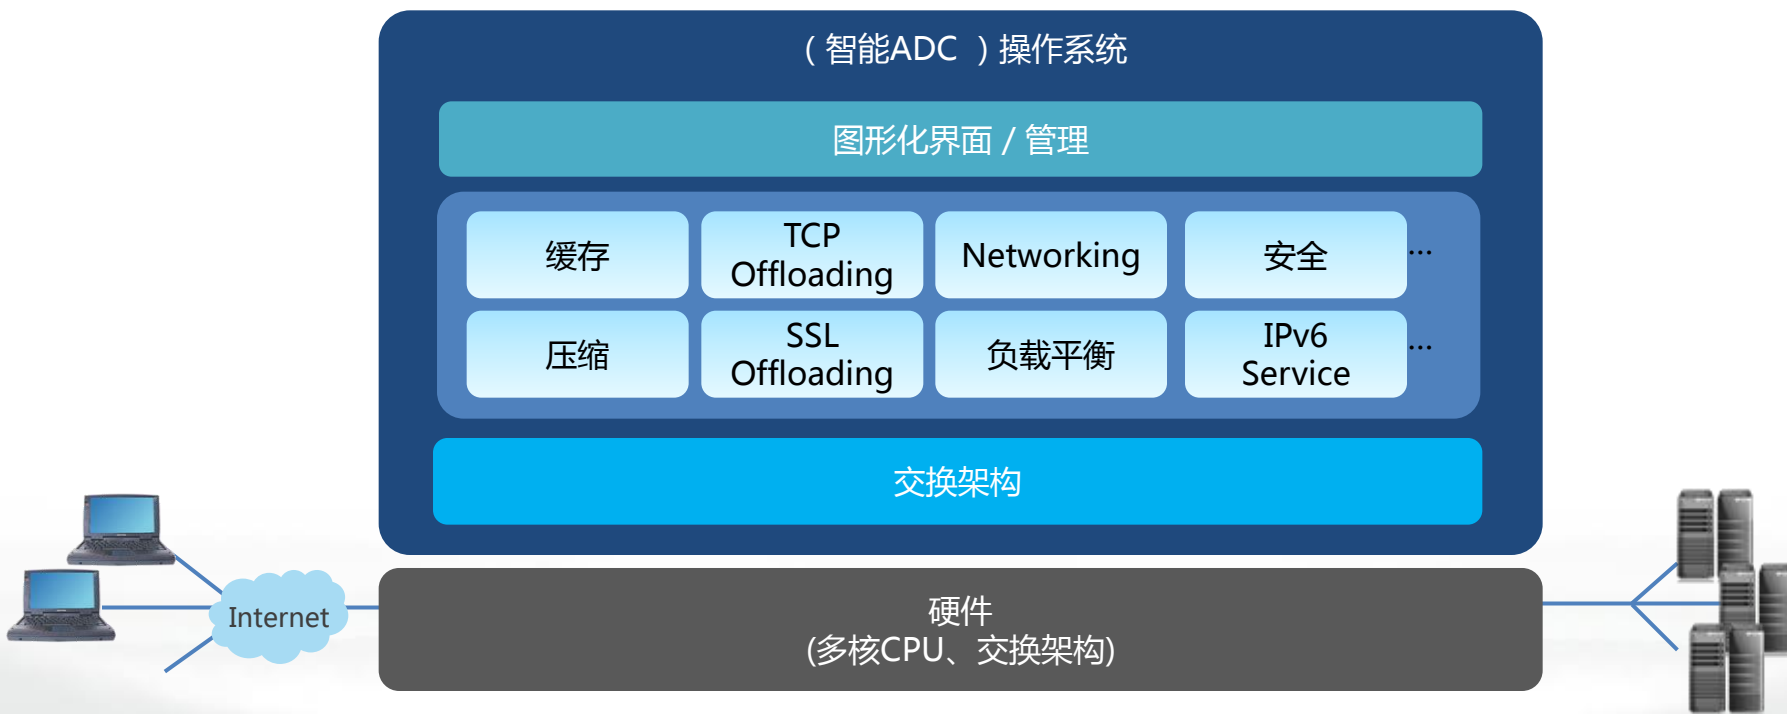 （智能ADC ）操作系统
图形化界面 / 管理
缓存
TCP
Offloading
Networking
安全
...
压缩
SSL
Offloading
负载平衡
IPv6
Service
...
交换架构
Internet
硬件
(多核CPU、交换架构)